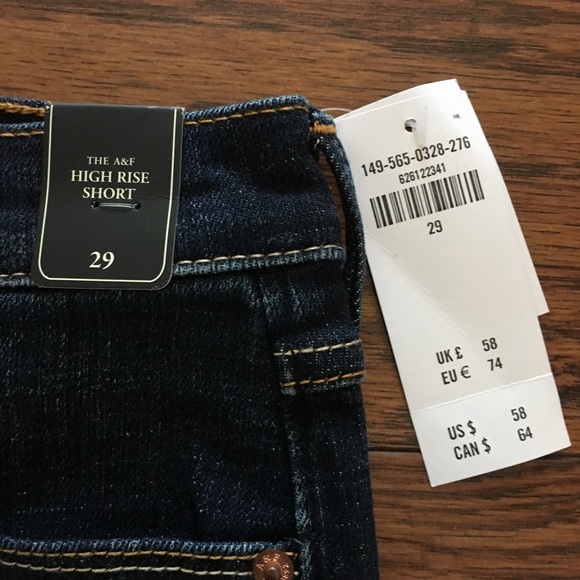 THE A&F
HIGH RISE
SHORT
29
HK
149-565-0328-276
626122341
29
UK £ 58
EU € 74
US $ 58
CAN $ 64